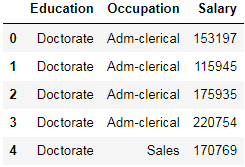 Education Occupation Salary
0 Doctorate Adm-clerical 153197
1 Doctorate Adm-clerical 115945
2 Doctorate Adm-clerical 175935
3 Doctorate Adm-clerical 220754
4 Doctorate Sales 170769